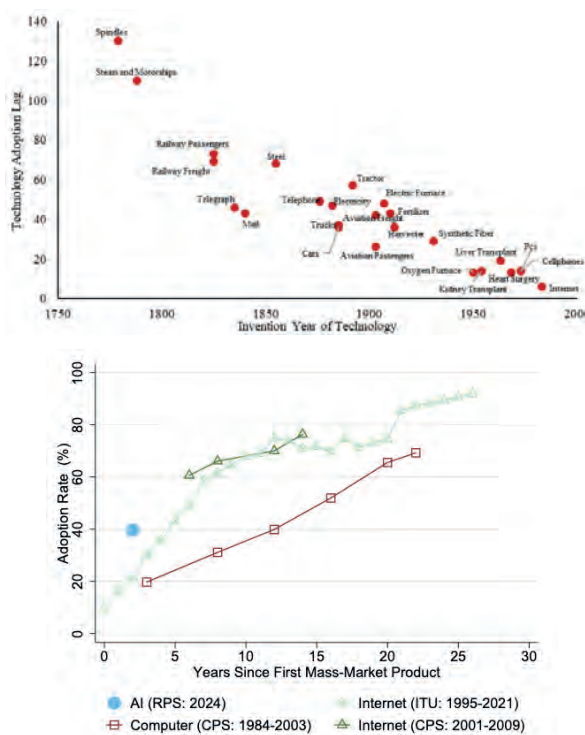 Technology Adoption Lag
140
120
100
80
60
40
20
0
Spindles
Steam and Motorships
Railway Passengers
Railway Freight
Steel
Telegraph
Mail
Tractor
Telephone
Electricity
Electric Furnace
Aviation Freight
Fertilizer
Trucks
Harvester
Synthetic Fiber
Cars
Aviation Passengers
Liver Transplant
Pcs
Oxygen Furnace
Cellphones
Heart Surgery
Kidney Transplant
Internet
1750 1800 1850 1900 1950 2000
Invention Year of Technology
Adoption Rate (%)
100
80
60
40
20
0
0 5 10 15 20 25 30
Years Since First Mass-Market Product
AI (RPS: 2024) Internet (ITU: 1995-2021)
Computer (CPS: 1984-2003) Internet (CPS: 2001-2009)